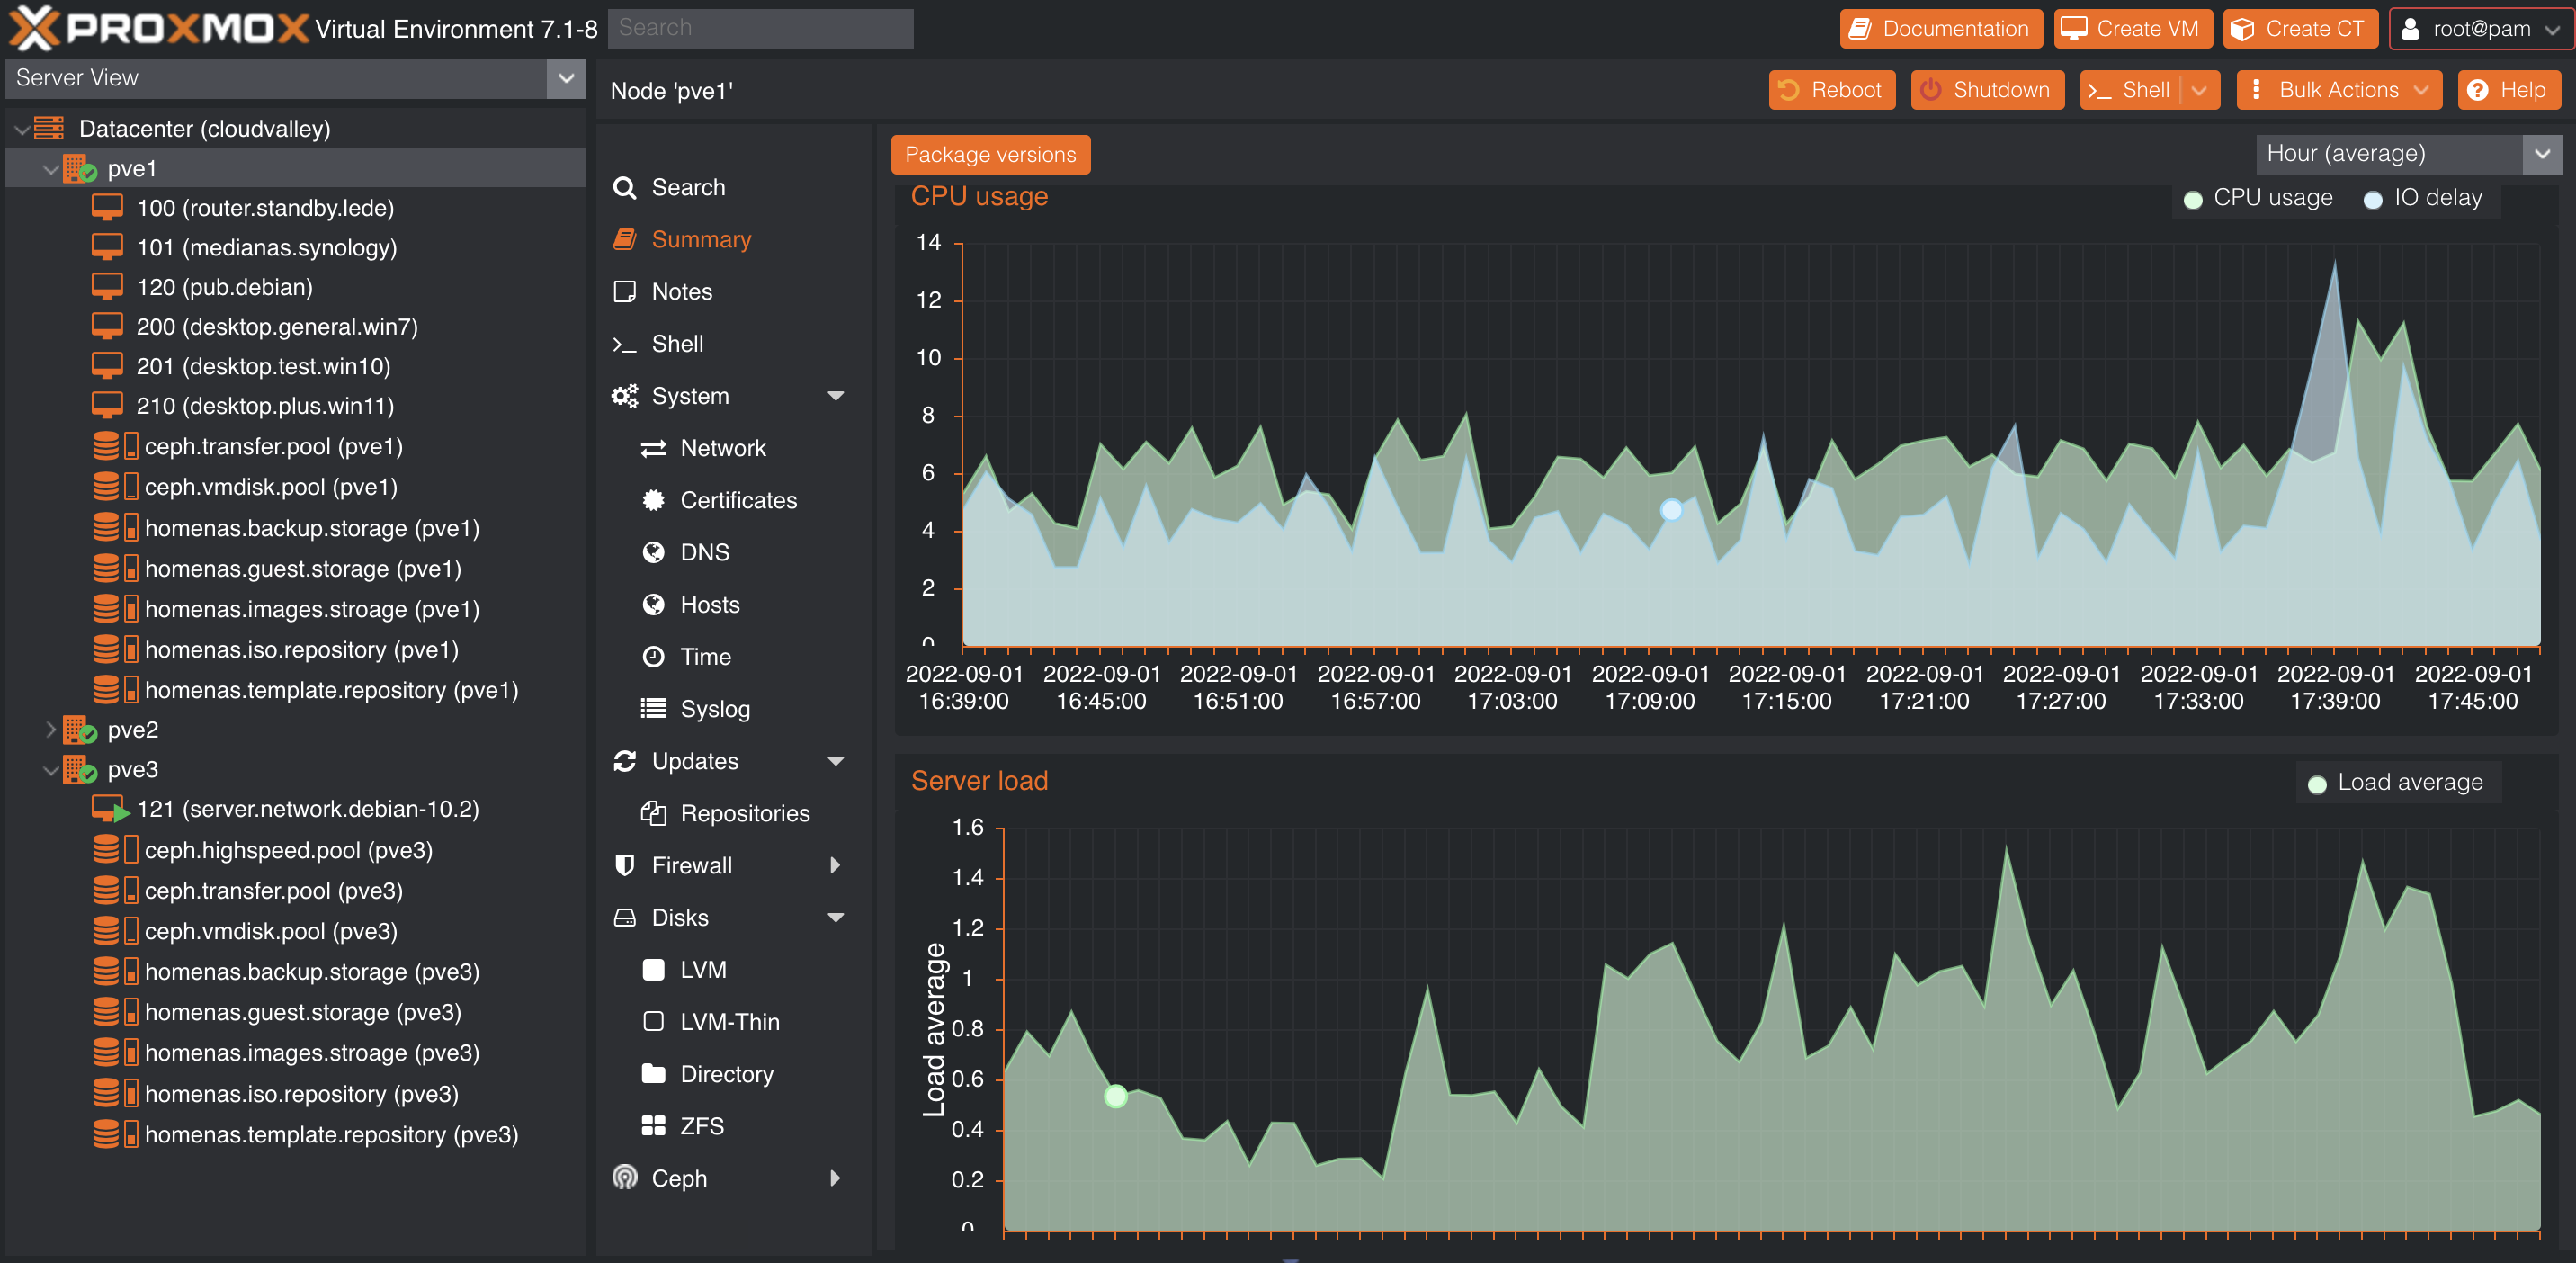 PROXMOX Virtual Environment 7.1-8
Search
Documentation
Create VM
Create CT
root@pam
Server View
Datacenter (cloudvalley)
pve1
100 (router.standby.lede)
101 (medianas.synology)
120 (pub.debian)
200 (desktop.general.win7)
201 (desktop.test.win10)
210 (desktop.plus.win11)
ceph.transfer.pool (pve1)
ceph.vmdisk.pool (pve1)
homenas.backup.storage (pve1)
homenas.guest.storage (pve1)
homenas.images.stroage (pve1)
homenas.iso.repository (pve1)
homenas.template.repository (pve1)
pve2
pve3
121 (server.network.debian-10.2)
ceph.highspeed.pool (pve3)
ceph.transfer.pool (pve3)
ceph.vmdisk.pool (pve3)
homenas.backup.storage (pve3)
homenas.guest.storage (pve3)
homenas.images.stroage (pve3)
homenas.iso.repository (pve3)
homenas.template.repository (pve3)
Node 'pve1'
Reboot
Shutdown
Shell
Bulk Actions
Help
Search
Summary
Notes
Shell
System
Network
Certificates
DNS
Hosts
Time
Syslog
Updates
Repositories
Firewall
Disks
LVM
LVM-Thin
Directory
ZFS
Ceph
Package versions
Hour (average)
CPU usage
CPU usage
IO delay
14
12
10
8
6
4
2
0
2022-09-01 16:39:00
2022-09-01 16:45:00
2022-09-01 16:51:00
2022-09-01 16:57:00
2022-09-01 17:03:00
2022-09-01 17:09:00
2022-09-01 17:15:00
2022-09-01 17:21:00
2022-09-01 17:27:00
2022-09-01 17:33:00
2022-09-01 17:39:00
2022-09-01 17:45:00
Server load
Load average
Load average
1.6
1.4
1.2
1
0.8
0.6
0.4
0.2
0